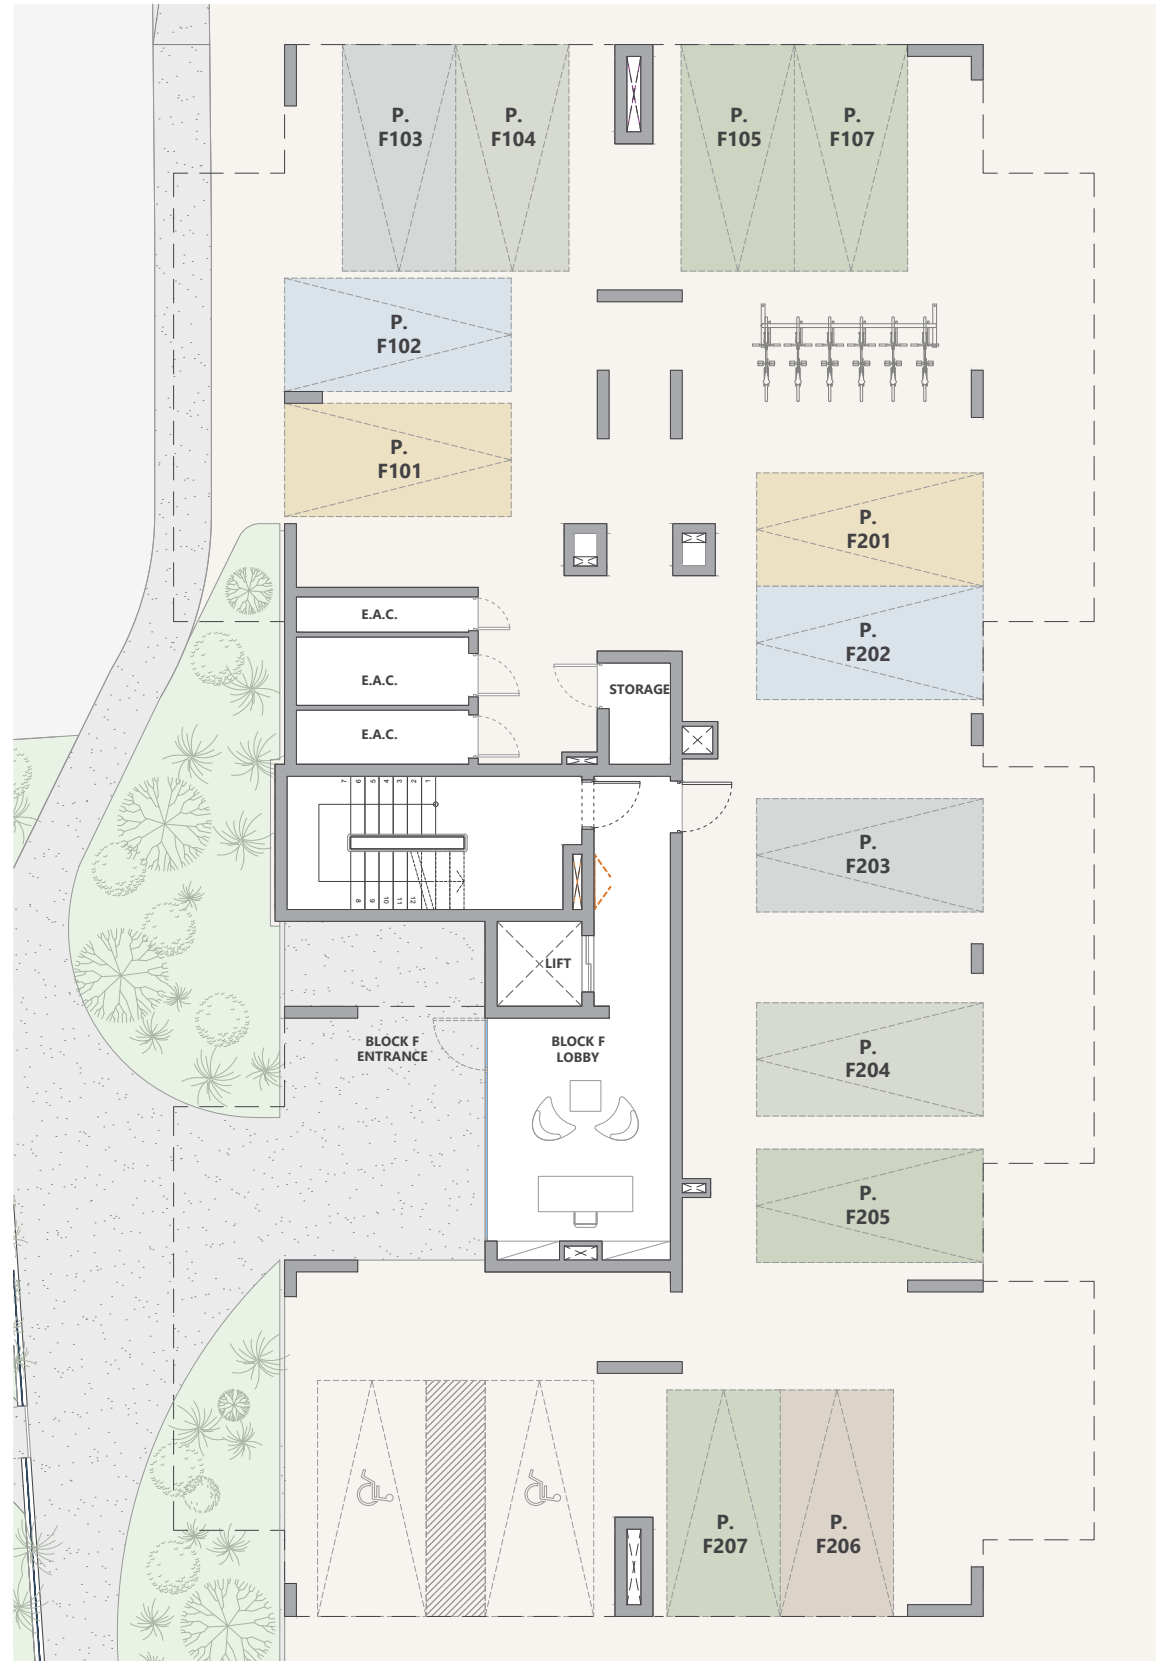 P.
F103
P.
F104
P.
F105
P.
F107
P.
F102
P.
F101
P.
F201
P.
F202
E.A.C.
E.A.C.
STORAGE
E.A.C.
7 6 5 4 3 2 1
8 9 10 11 12
P.
F203
LIFT
BLOCK F
ENTRANCE
BLOCK F
LOBBY
P.
F204
P.
F205
P.
F207
P.
F206